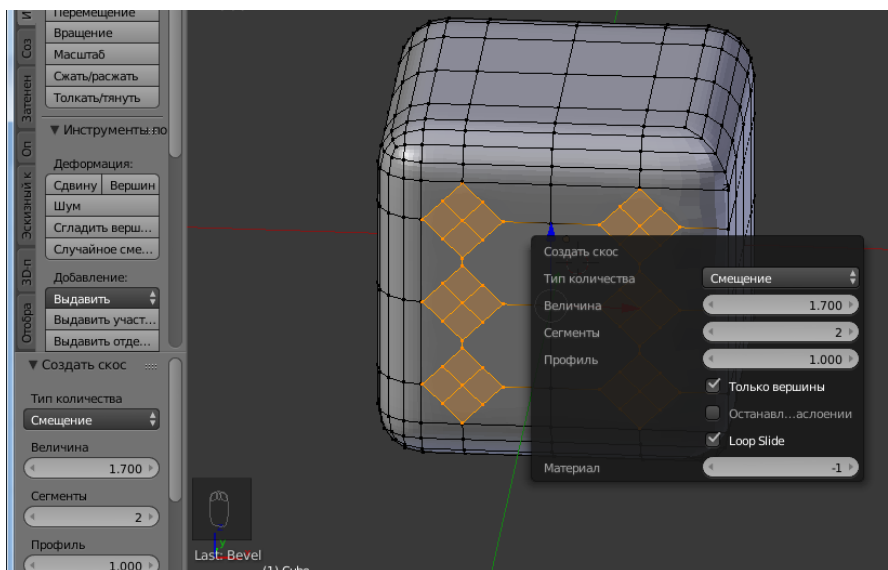 Перемещение
Вращение
Масштаб
Сжать/расжать
Толкать/тянуть
Инструменты по
Деформация:
Сдвину Вершин
Шум
Сгладить верш...
Случайное сме...
Добавление:
Выдавить
Выдавить участ...
Выдавить отде...
Соз
Затенен
Оп
Эскизный к
3D-п
Отобра
Создать скос
Тип количества
Смещение
Величина
1.700
Сегменты
2
Профиль
1.000
Last: Bevel
(1) Cube
Создать скос
Тип количества Смещение
Величина 1.700
Сегменты 2
Профиль 1.000
Только вершины
Останавл...аслоении
Loop Slide
Материал -1